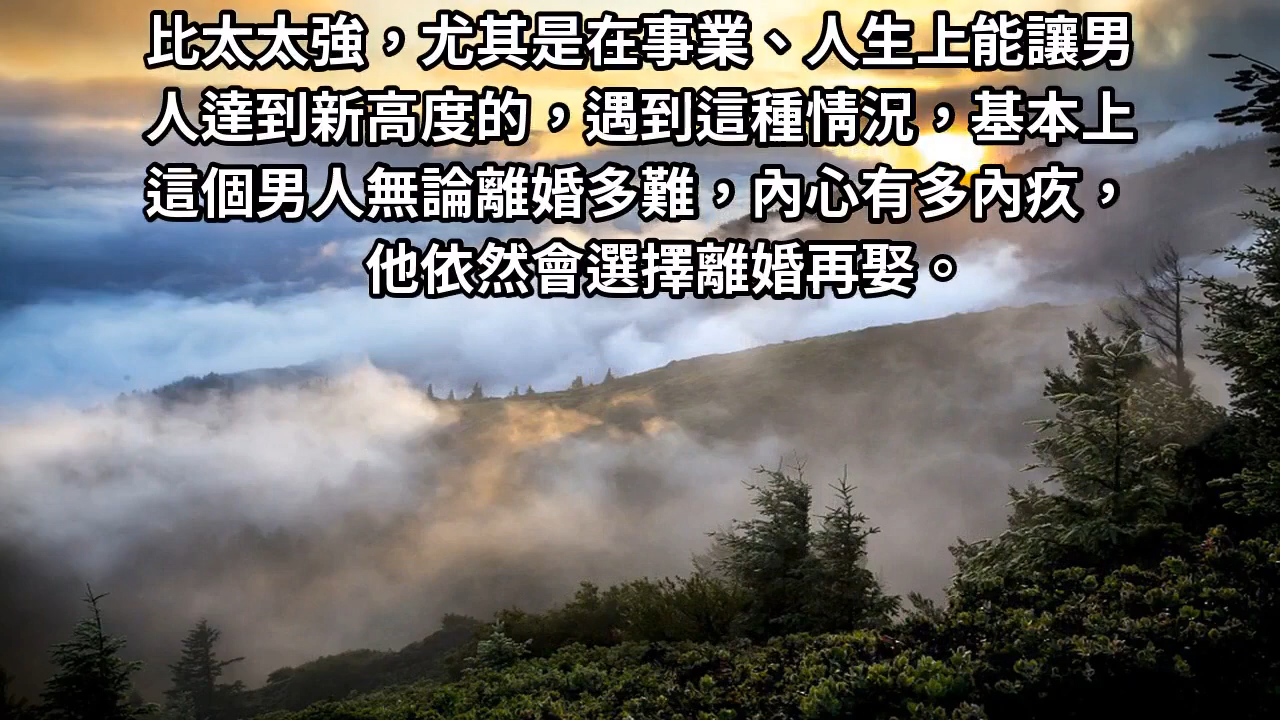 比太太強，尤其是在事業、人生上能讓男
人達到新高度的，遇到這種情況，基本上
這個男人無論離婚多難，內心有多內疚，
他依然會選擇離婚再娶。